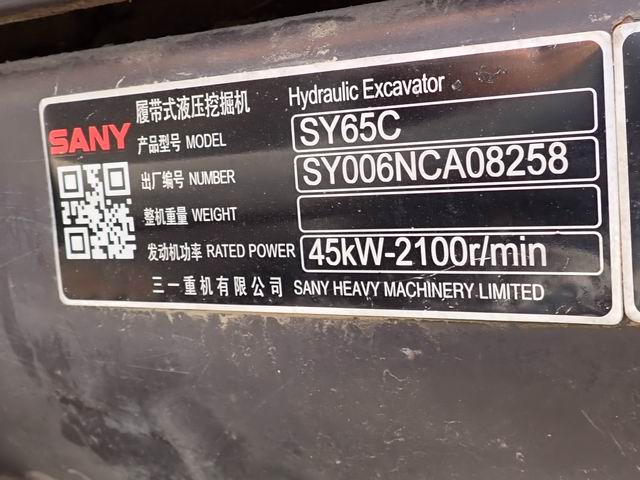 履带式液压挖掘机 Hydraulic Excavator
SANY
产品型号 MODEL SY65C
出厂编号 NUMBER SY006NCA08258
整机重量 WEIGHT
发动机功率 RATED POWER 45kW-2100r/min
三一重机有限公司 SANY HEAVY MACHINERY LIMITED